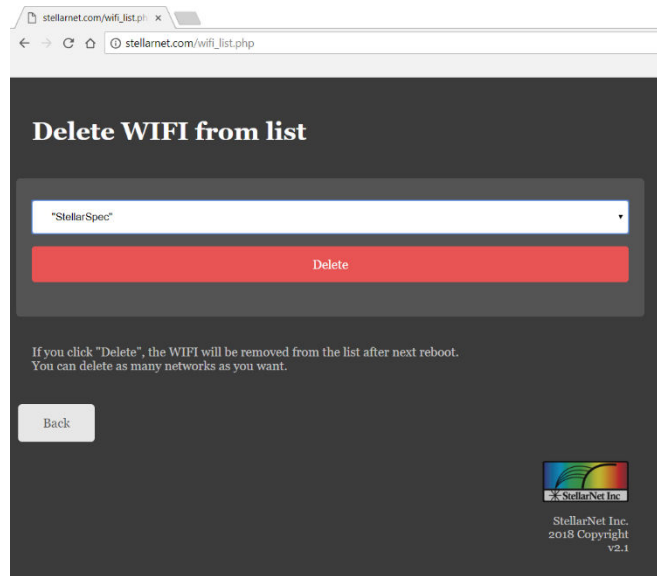 stellarnet.com/wifi_list.ph
stellarnet.com/wifi_list.php
Delete WIFI from list
"StellarSpec"
Delete
If you click "Delete", the WIFI will be removed from the list after next reboot.
You can delete as many networks as you want.
Back
StellarNet Inc
StellarNet Inc.
2018 Copyright
v2.1